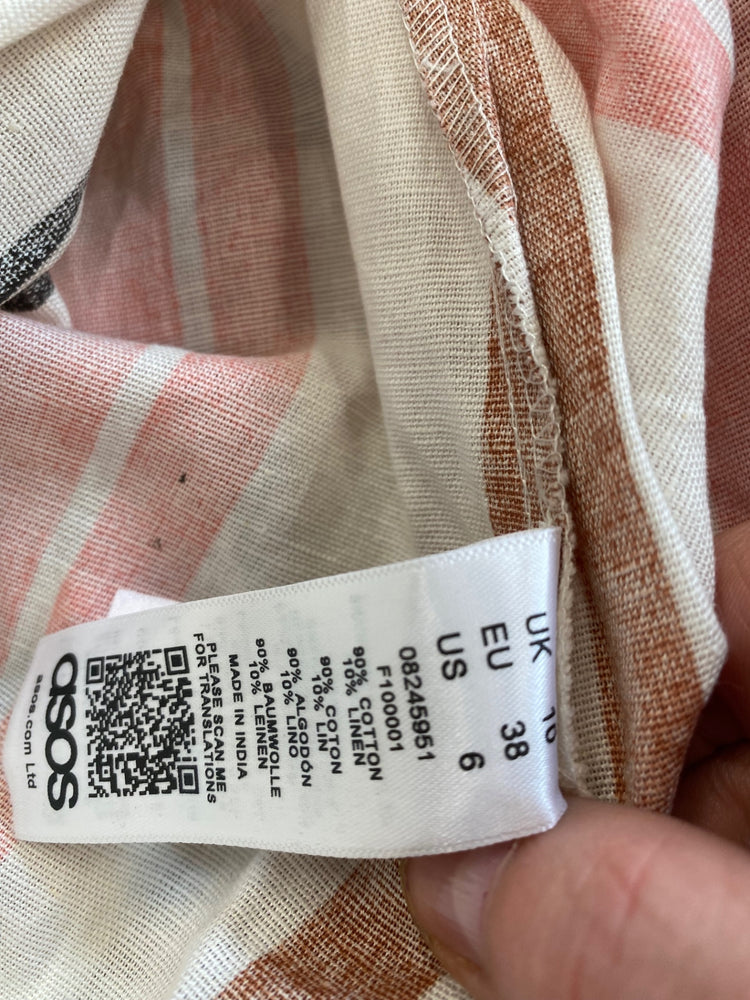 UK
EU 38
US 6
08245951
F100001
90% COTTON
10% LINEN
90% COTON
10% LIN
90% ALGODÓN
10% LINO
90% BAUMWOLLE
10% LEINEN
MADE IN INDIA
PLEASE SCAN ME
FOR TRANSLATIONS
asos
asos.com Ltd